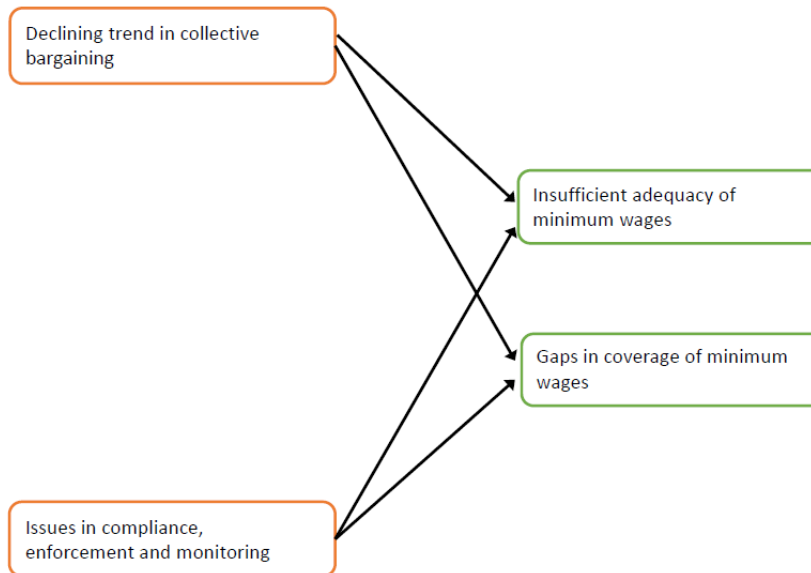 Declining trend in collective
bargaining
Insufficient adequacy of
minimum wages
Gaps in coverage of minimum
wages
Issues in compliance,
enforcement and monitoring